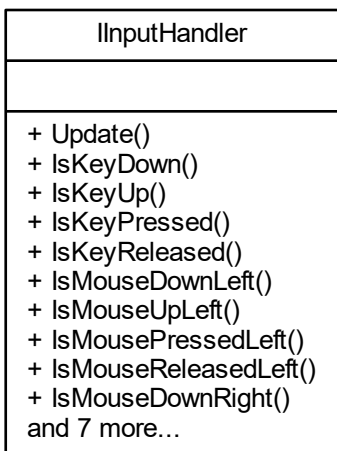 IInputHandler
+ Update()
+ IsKeyDown()
+ IsKeyUp()
+ IsKeyPressed()
+ IsKeyReleased()
+ IsMouseDownLeft()
+ IsMouseUpLeft()
+ IsMousePressedLeft()
+ IsMouseReleasedLeft()
+ IsMouseDownRight()
and 7 more...